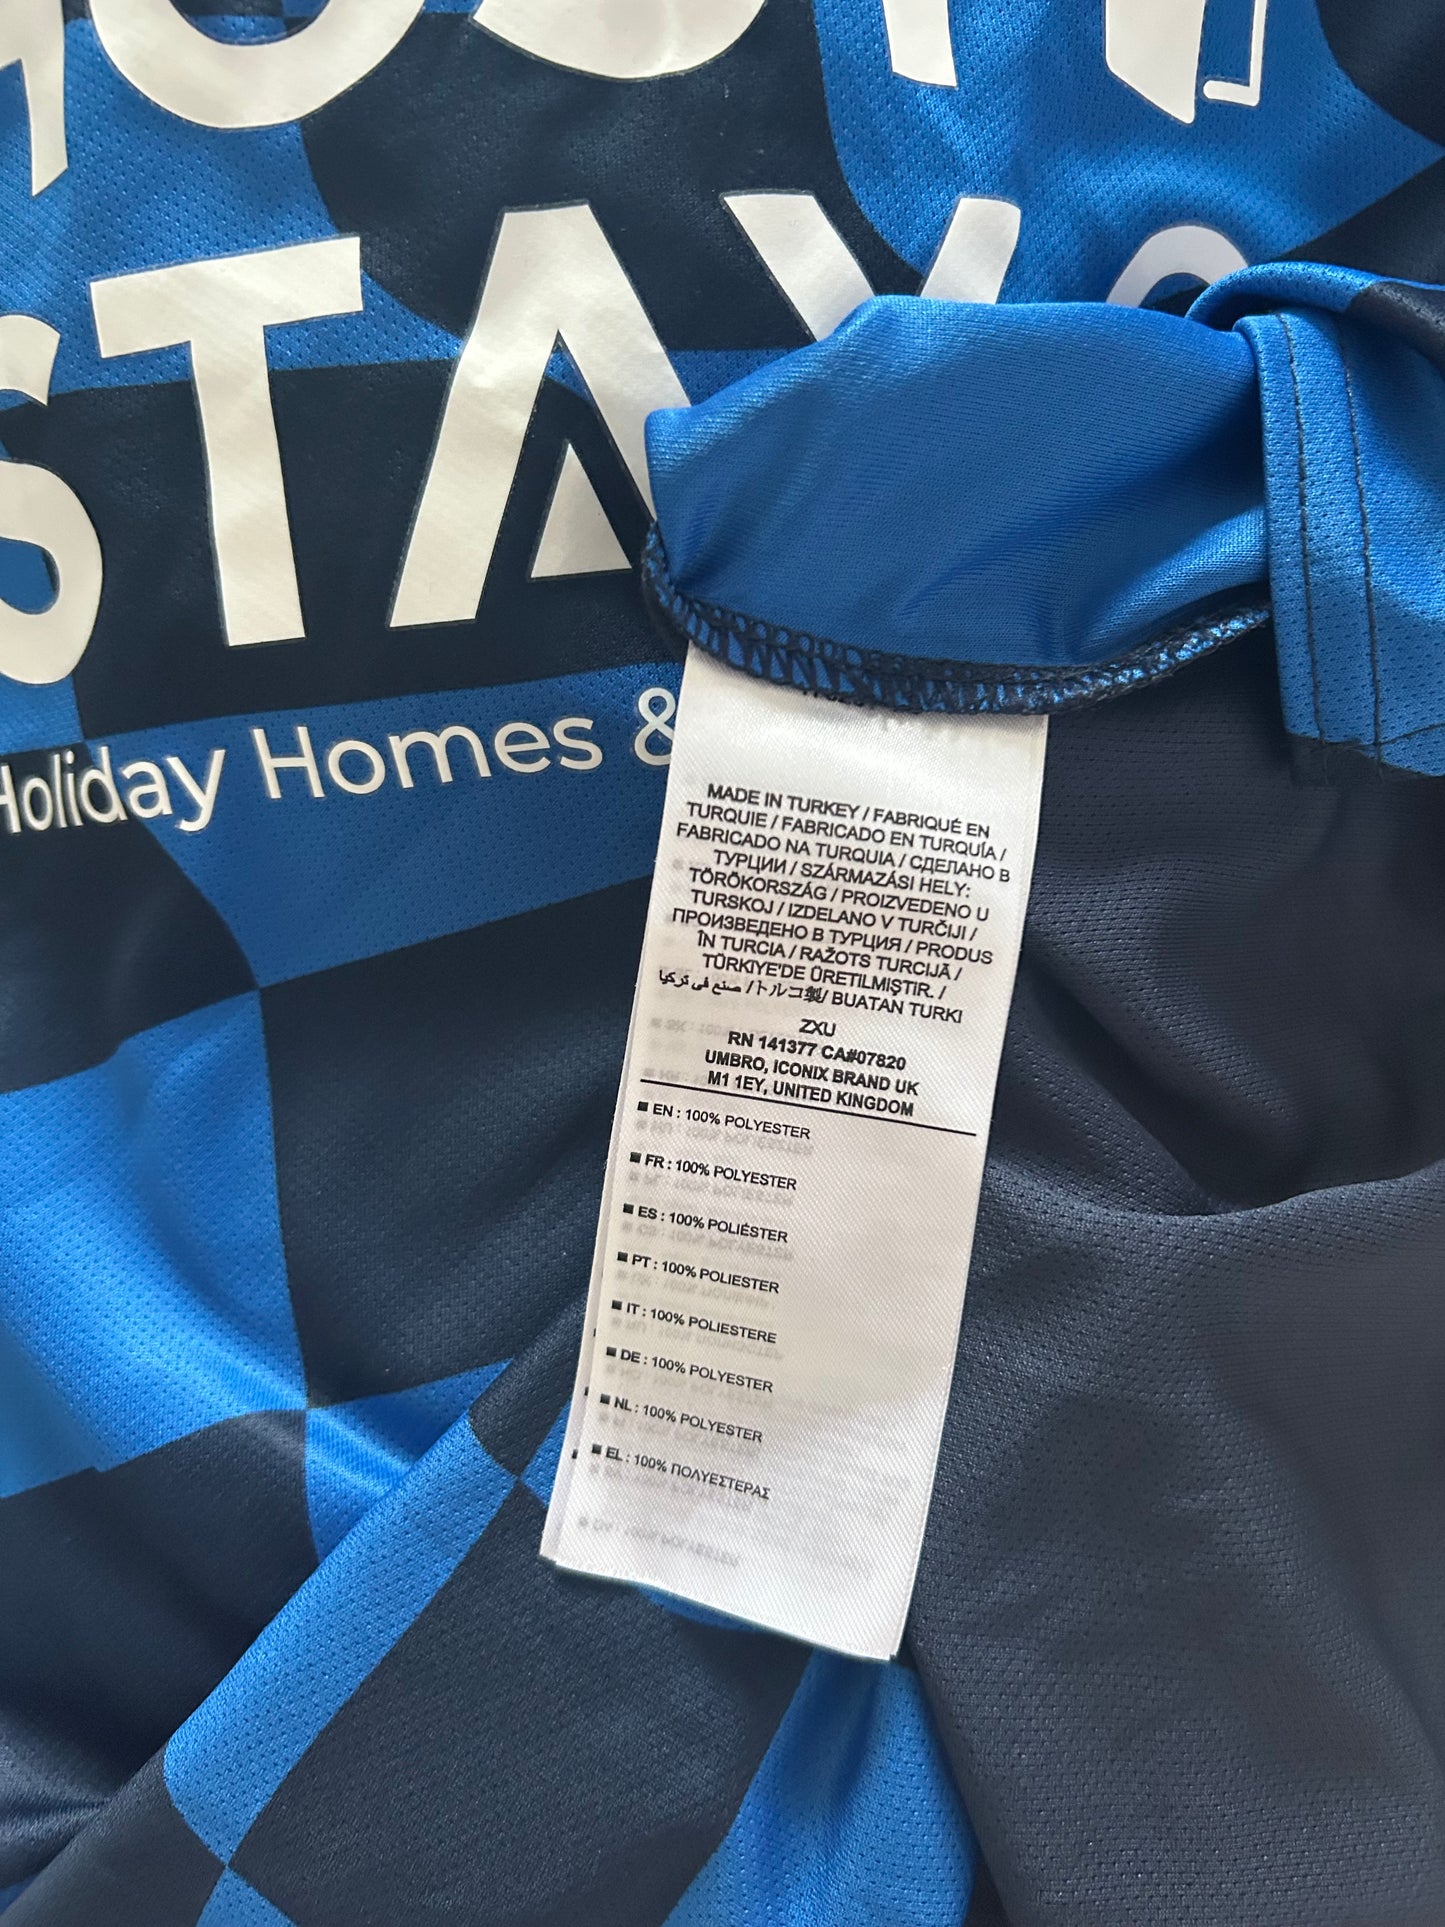 STAYS
Holiday Homes &
MADE IN TURKEY / FABRIQUÉ EN
TURQUIE / FABRICADO EN TURQUÍA /
FABRICADO NA TURQUIA / СДЕЛАНО В
ТУРЦИИ / SZÁRMAZÁSI HELY:
TÖRÖKORSZÁG / PROIZVEDENO U
TURSKOJ / IZDELANO V TURČIJI /
ПРОИЗВЕДЕНО В ТУРЦИЯ / PRODUS
ÎN TURCIA / RAŽOTS TURCIJĀ /
TÜRKIYE'DE ÜRETILMIŞTIR. /
صنع في تركيا /トルコ製/ BUATAN TURKI
ZXU
RN 141377 CA#07820
UMBRO, ICONIX BRAND UK
M1 1EY, UNITED KINGDOM
■ EN : 100% POLYESTER
■ FR : 100% POLYESTER
■ ES : 100% POLIÉSTER
■ PT : 100% POLIESTER
■ IT : 100% POLIESTERE
■ DE : 100% POLYESTER
■ NL : 100% POLYESTER
■ EL : 100% ΠΟΛΥΕΣΤΕΡΑΣ